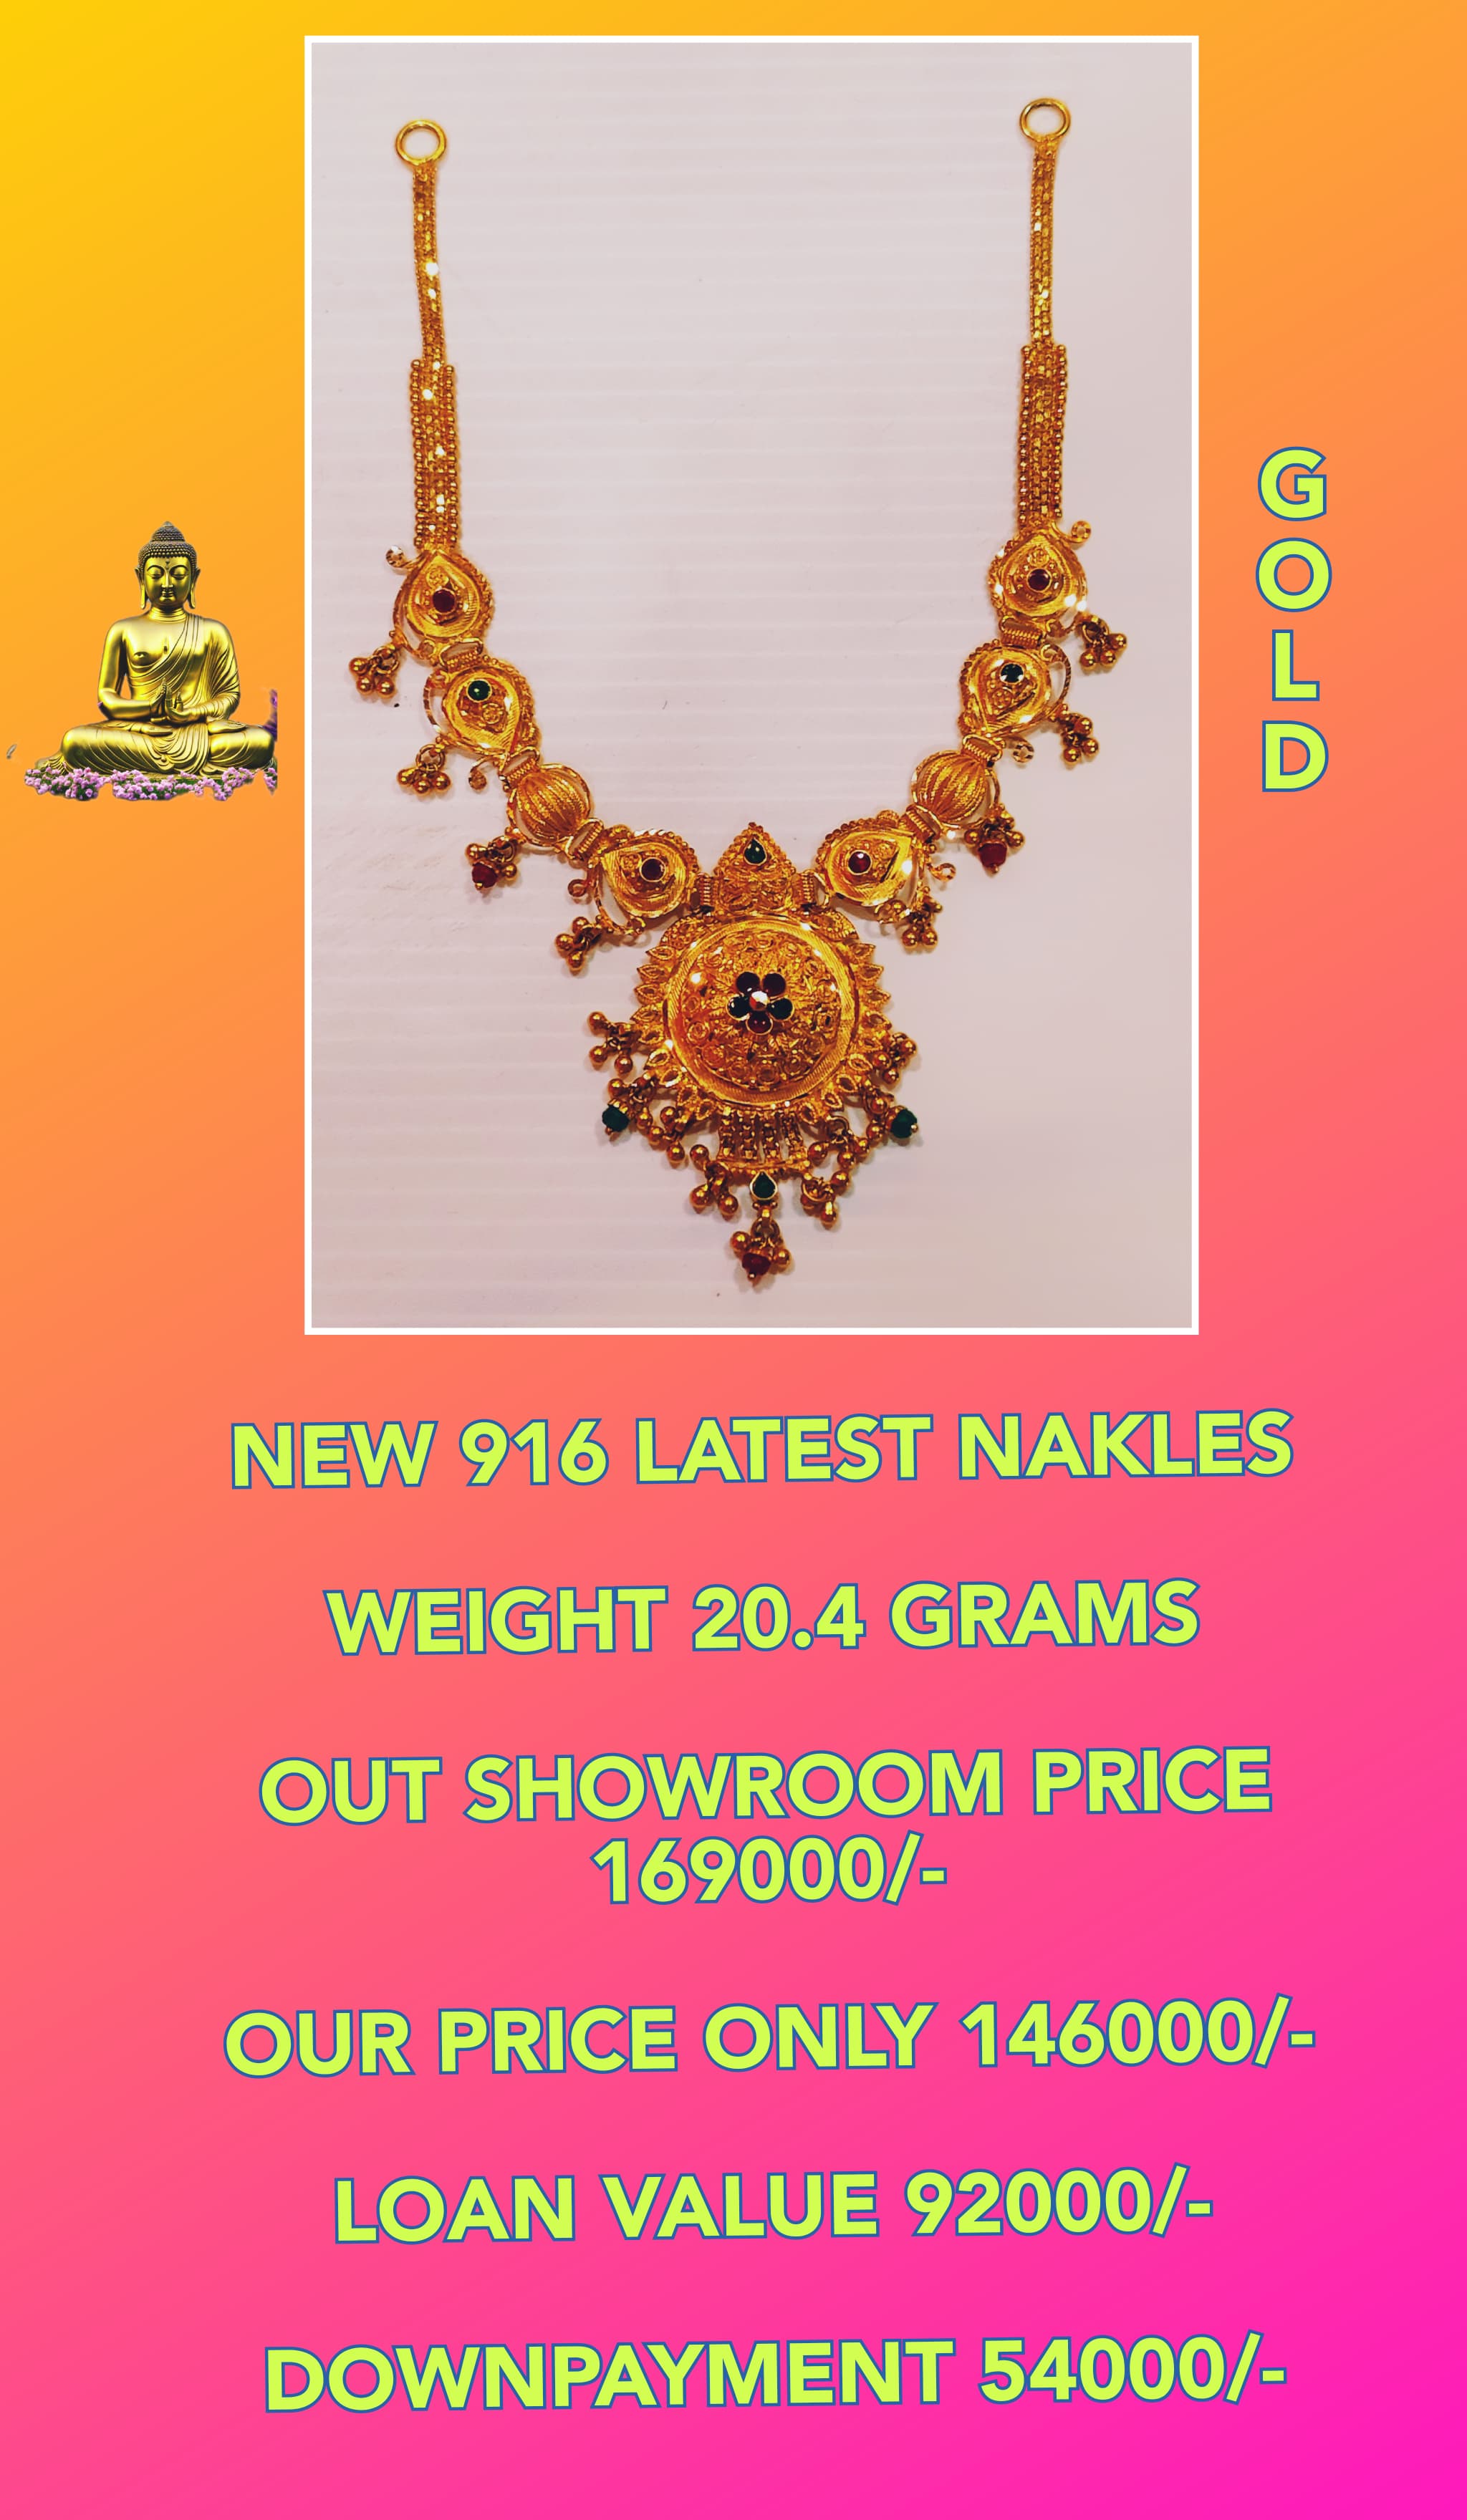 GOLD
NEW 916 LATEST NAKLES
WEIGHT 20.4 GRAMS
OUT SHOWROOM PRICE
169000/-
OUR PRICE ONLY 146000/-
LOAN VALUE 92000/-
DOWNPAYMENT 54000/-